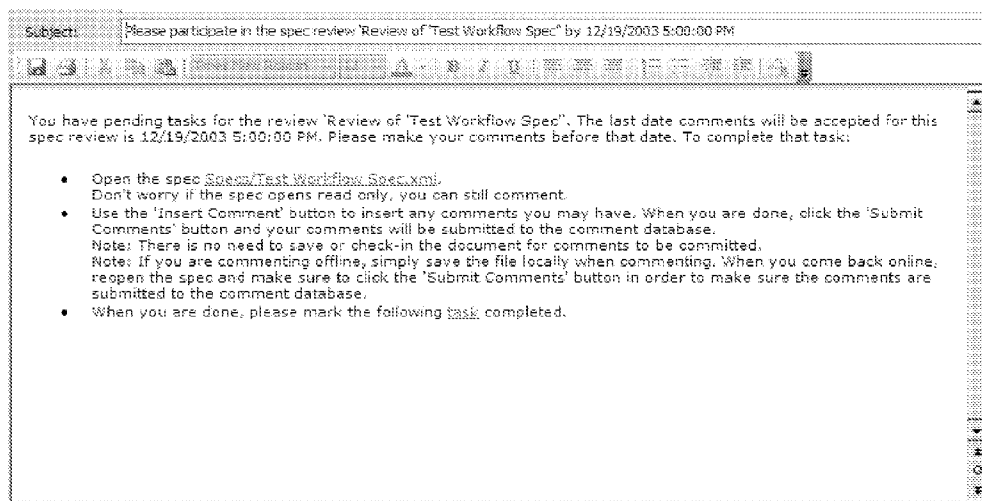 Subject: Please participate in the spec review 'Review of 'Test Workflow Spec'' by 12/19/2003 5:00:00 PM
You have pending tasks for the review 'Review of 'Test Workflow Spec''. The last date comments will be accepted for this
spec review is 12/19/2003 5:00:00 PM. Please make your comments before that date. To complete that task:
• Open the spec Specs/Test Workflow Spec.xml.
Don't worry if the spec opens read only, you can still comment.
• Use the 'Insert Comment' button to insert any comments you may have. When you are done, click the 'Submit
Comments' button and your comments will be submitted to the comment database.
Note: There is no need to save or check-in the document for comments to be committed.
Note: If you are commenting offline, simply save the file locally when commenting. When you come back online,
reopen the spec and make sure to click the 'Submit Comments' button in order to make sure the comments are
submitted to the comment database.
• When you are done, please mark the following task completed.